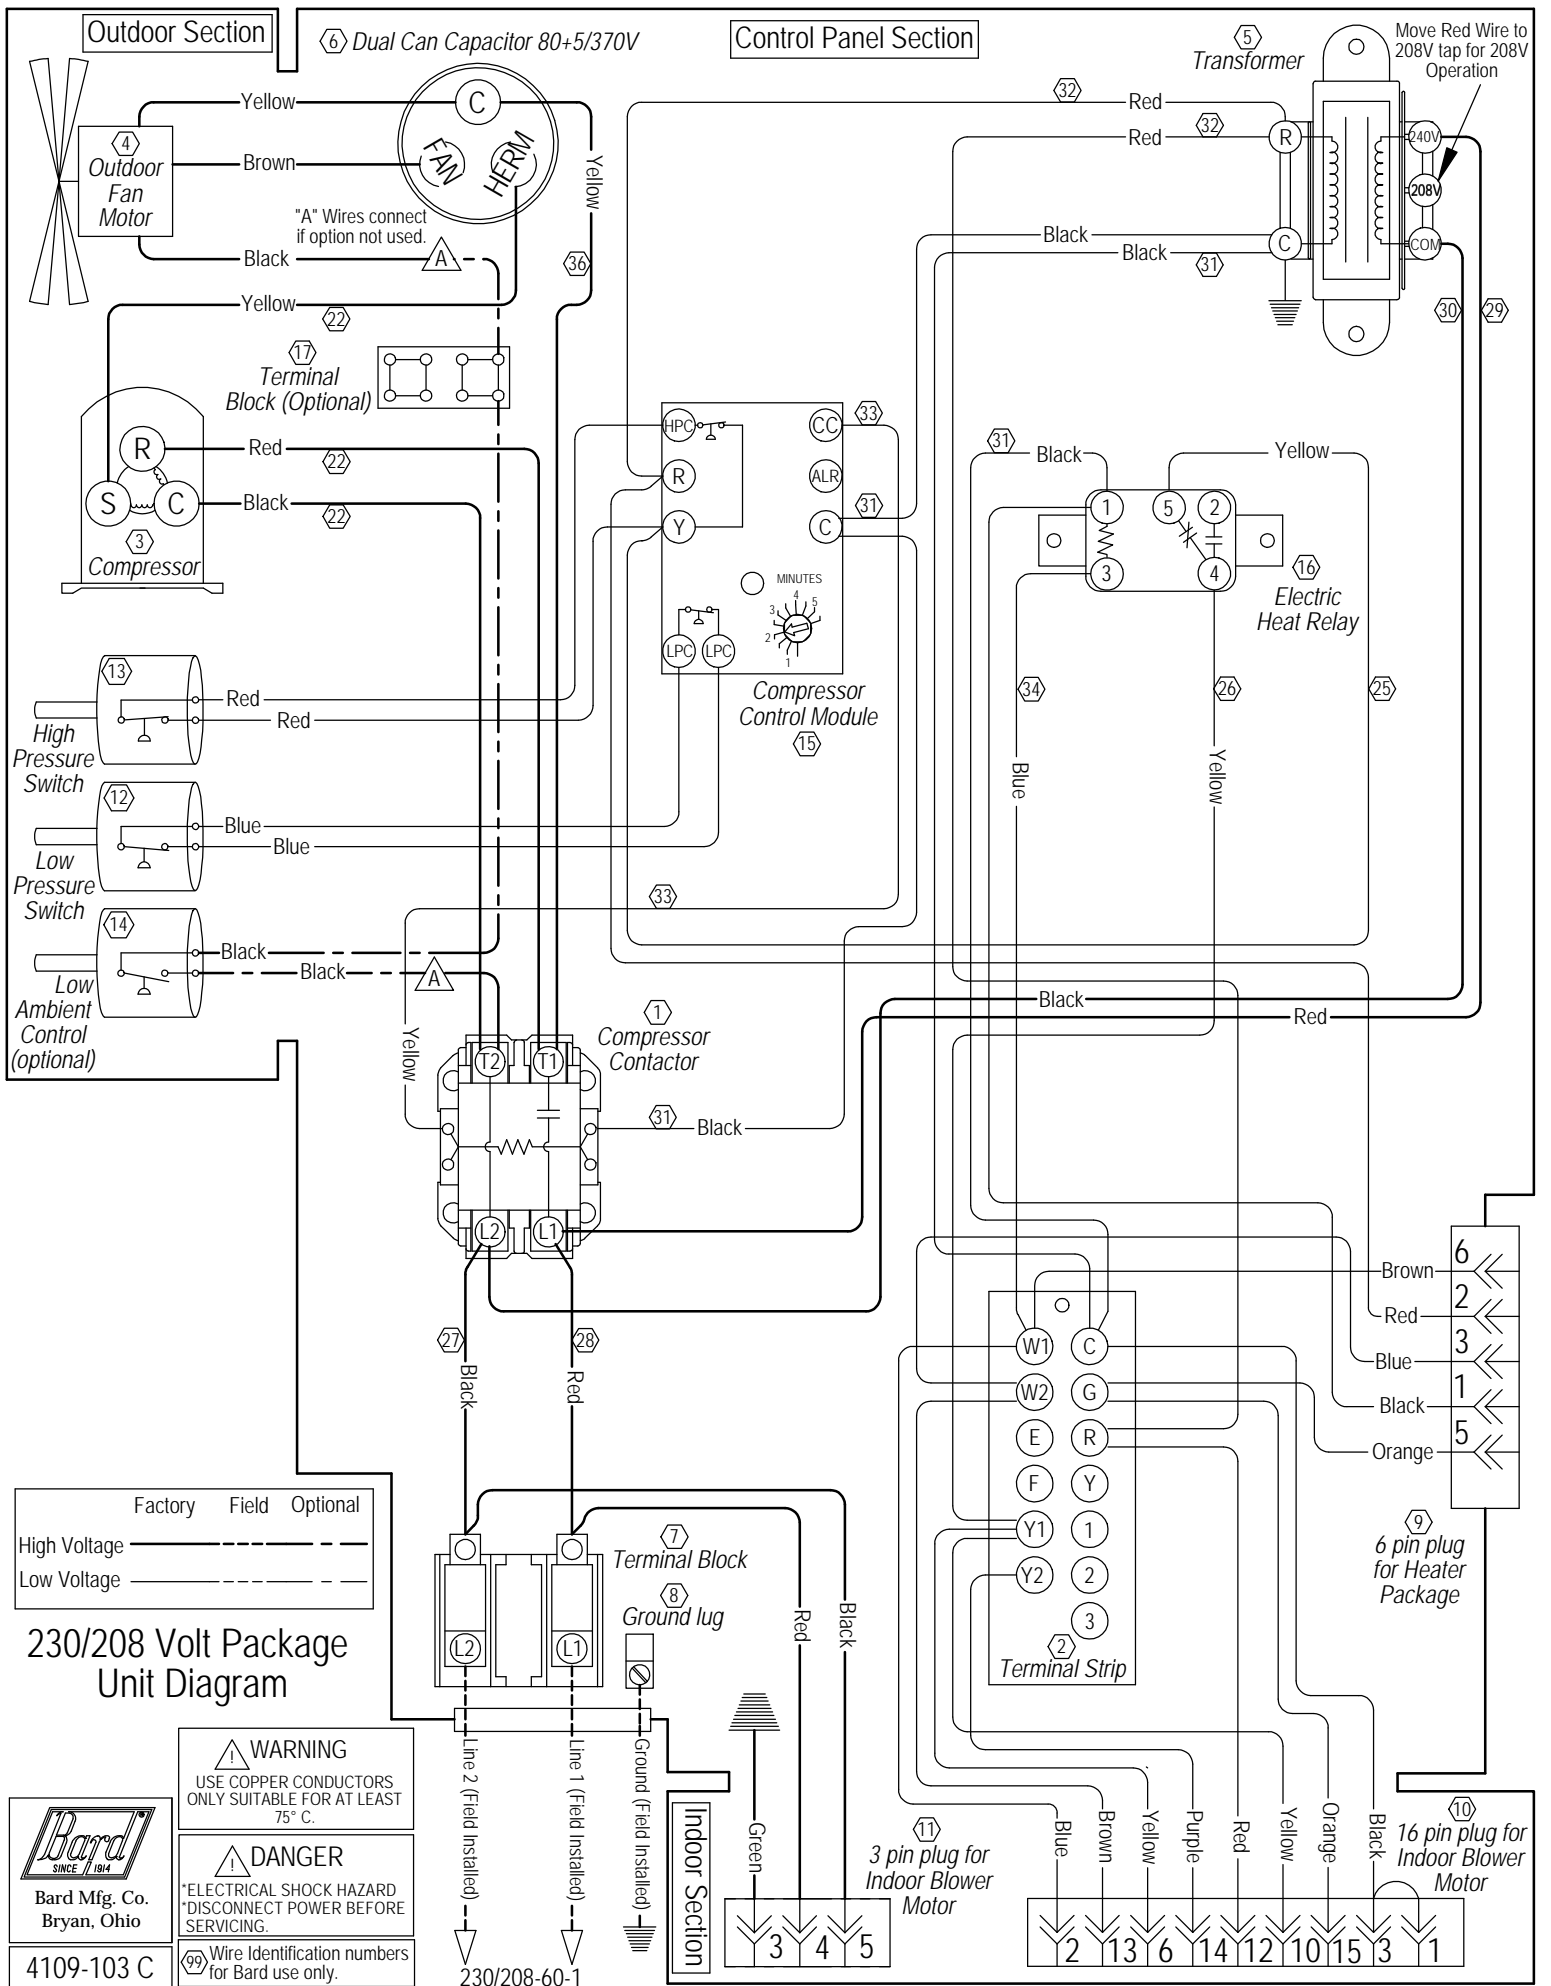 Outdoor Section
6 Dual Can Capacitor 80+5/370V
Control Panel Section
5
Transformer
Move Red Wire to
208V tap for 208V
Operation
4
Outdoor
Fan
Motor
Yellow
Brown
Black
A
"A" Wires connect
if option not used.
C
FAN
HERM
Yellow
36
32
Red
32
Red
R
240V
208V
C
COM
Black
Black
31
30
29
Yellow
22
17
Terminal
Block (Optional)
R
S
C
Red
22
Black
22
3
Compressor
HPC
R
Y
CC
ALR
C
33
31
MINUTES
1
2
3
4
5
LPC
LPC
Compressor
Control Module
15
31
Black
Yellow
1
5
2
3
4
16
Electric
Heat Relay
34
26
25
Blue
Yellow
13
High
Pressure
Switch
Red
Red
12
Low
Pressure
Switch
Blue
Blue
14
Low
Ambient
Control
(optional)
Black
Black
A
33
Yellow
Black
Red
1
Compressor
Contactor
T2
T1
L2
L1
31
Black
27
28
Black
Red
Brown
Red
Blue
Black
Orange
6
2
3
1
5
9
6 pin plug
for Heater
Package
W1
C
W2
G
E
R
F
Y
Y1
1
Y2
2
3
2
Terminal Strip
Factory
Field
Optional
High Voltage
Low Voltage
7
Terminal Block
8
Ground lug
L2
L1
Red
Black
230/208 Volt Package
Unit Diagram
WARNING
USE COPPER CONDUCTORS
ONLY SUITABLE FOR AT LEAST
75° C.
DANGER
*ELECTRICAL SHOCK HAZARD
*DISCONNECT POWER BEFORE
SERVICING.
99 Wire Identification numbers
for Bard use only.
Bard®
SINCE 1914
Bard Mfg. Co.
Bryan, Ohio
4109-103 C
Line 2 (Field Installed)
Line 1 (Field Installed)
Ground (Field Installed)
230/208-60-1
Indoor Section
Green
11
3 pin plug for
Indoor Blower
Motor
3
4
5
Blue
Brown
Yellow
Purple
Red
Yellow
Orange
Black
10
16 pin plug for
Indoor Blower
Motor
2
13
6
14
12
10
15
3
1